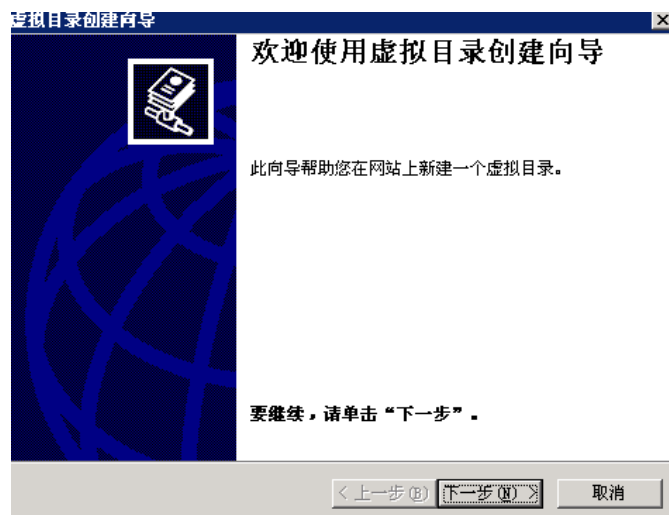 虚拟目录创建向导
欢迎使用虚拟目录创建向导
此向导帮助您在网站上新建一个虚拟目录。
要继续，请单击“下一步”。
< 上一步(B)
下一步(N) >
取消